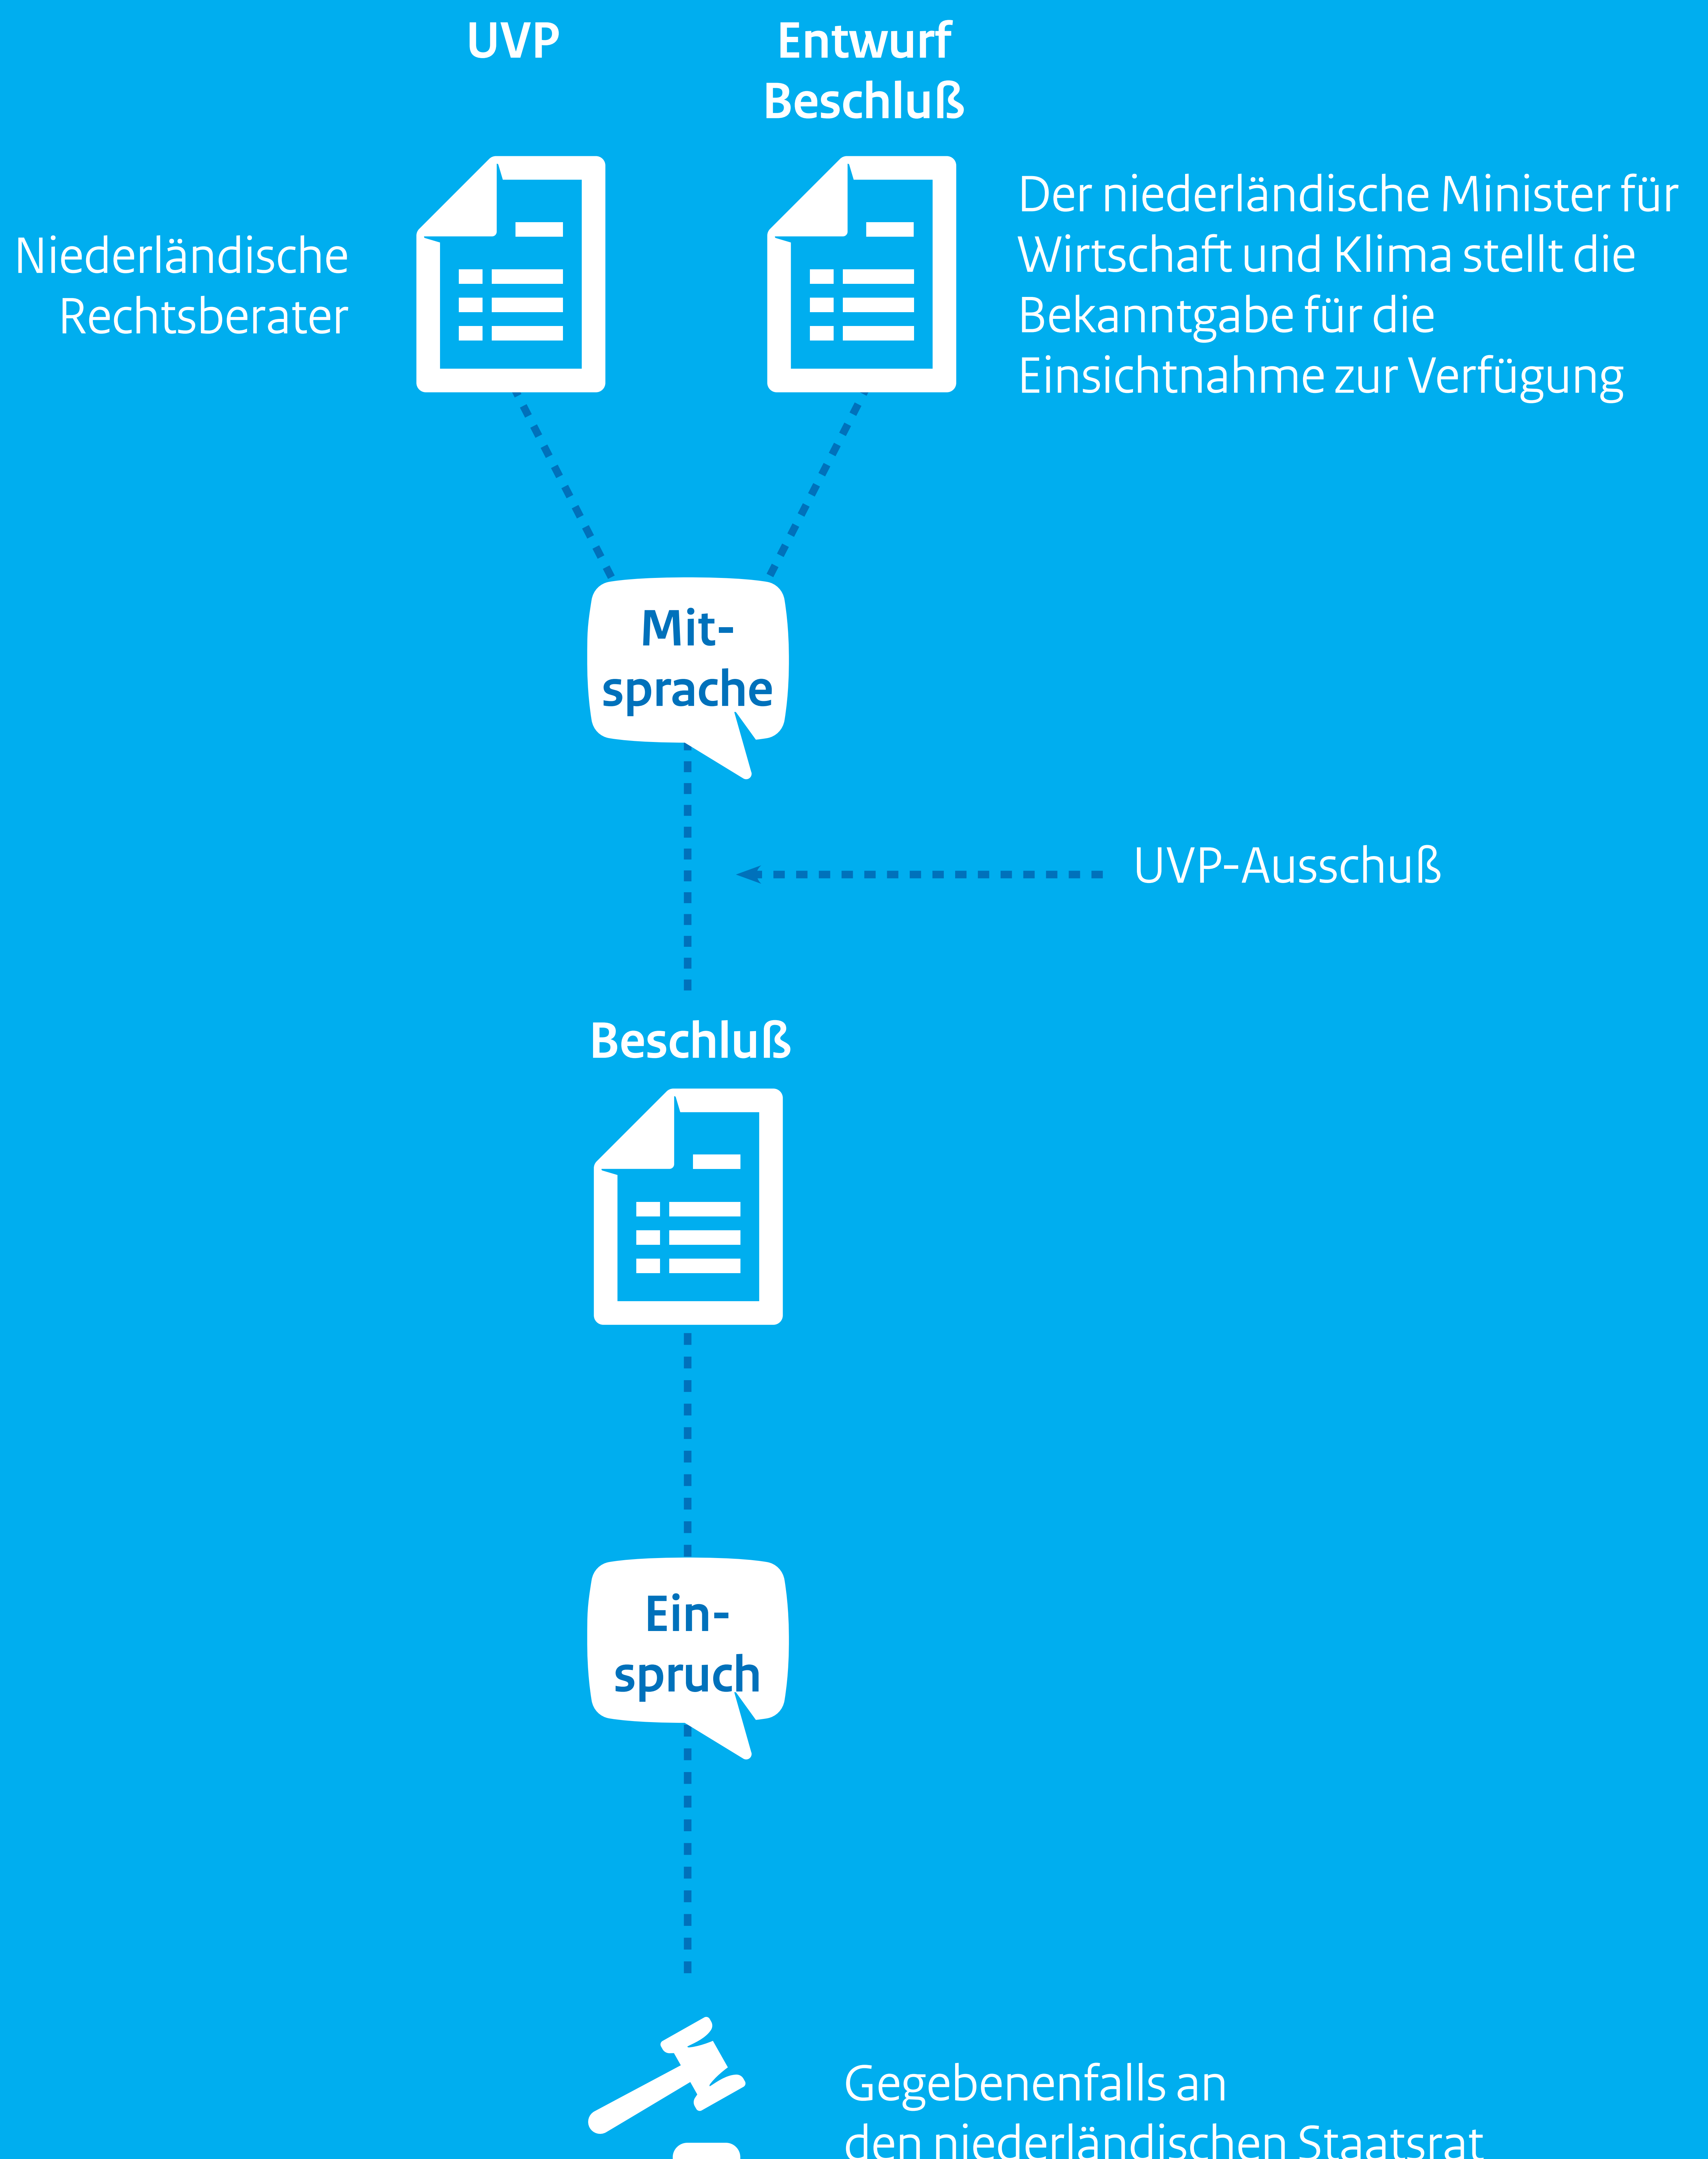 UVP
Entwurf
Beschluß
Niederländische
Rechtsberater
Der niederländische Minister für
Wirtschaft und Klima stellt die
Bekanntgabe für die
Einsichtnahme zur Verfügung
Mit-
sprache
UVP-Ausschuß
Beschluß
Ein-
spruch
Gegebenenfalls an
den niederländischen Staatsrat